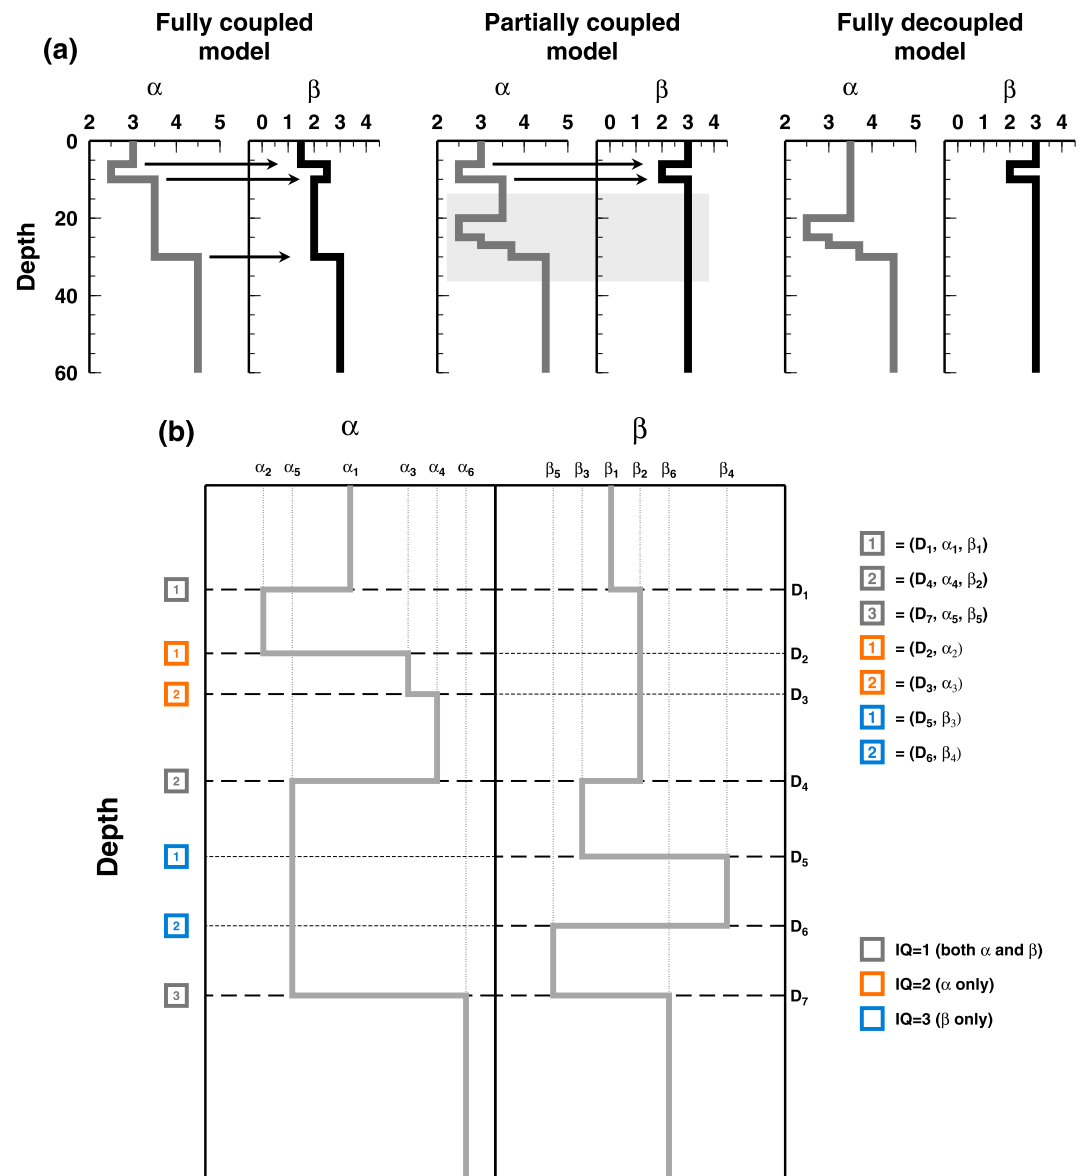 Fully coupled model
Partially coupled model
Fully decoupled model
(a)
α β α β α β
2 3 4 5 0 1 2 3 4 2 3 4 5 0 1 2 3 4 2 3 4 5 0 1 2 3 4
0
20
40
60
Depth
(b)
α β
α2 α5 α1 α3 α4 α6 β5 β3 β1 β2 β6 β4
1 D1
1 D2
2 D3
2 D4
1 D5
2 D6
3 D7
Depth
1 = (D1, α1, β1)
2 = (D4, α4, β2)
3 = (D7, α5, β5)
1 = (D2, α2)
2 = (D3, α3)
1 = (D5, β3)
2 = (D6, β4)
IQ=1 (both α and β)
IQ=2 (α only)
IQ=3 (β only)